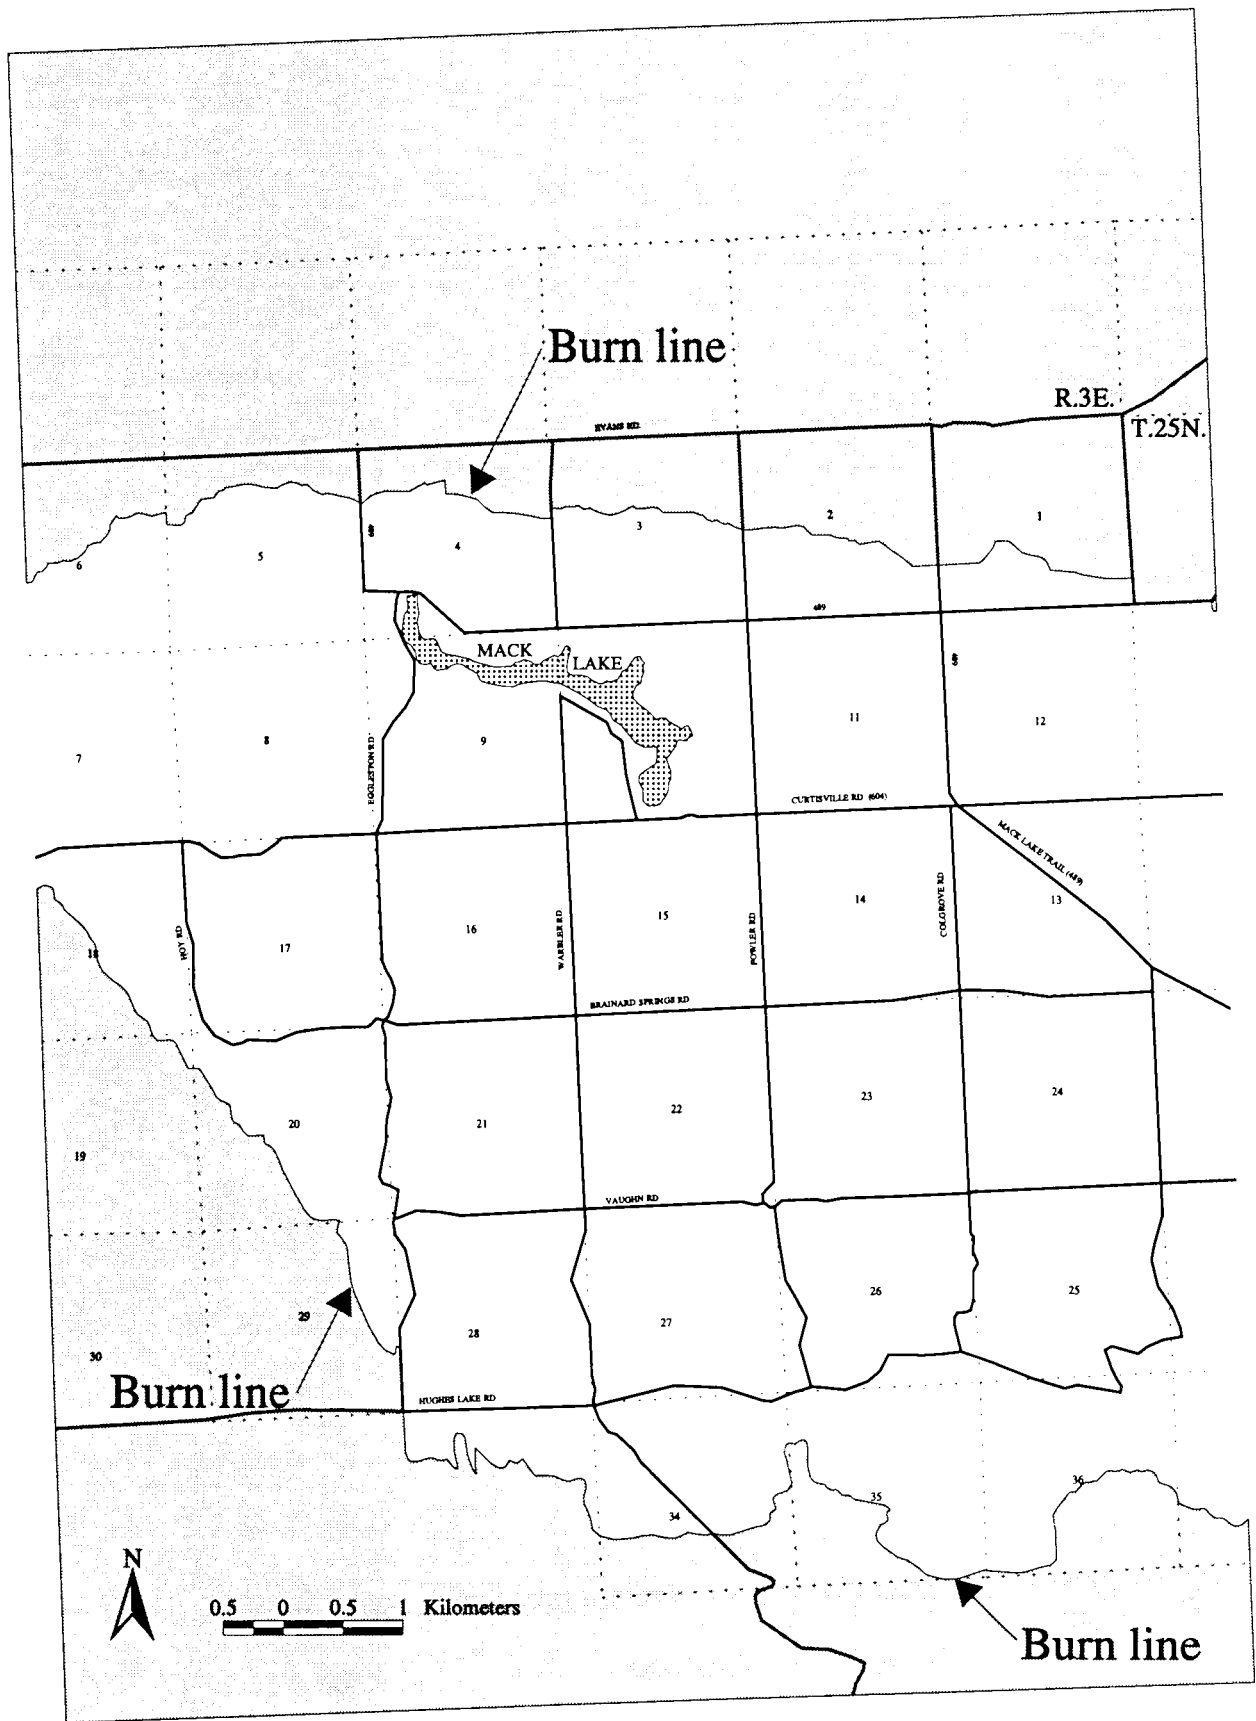 Burn line
R.3E.
EVANS RD.
T.25N.
2
1
3
4
5
6
489
MACK
LAKE
11
12
9
8
7
EGGLESTON RD
CURTISVILLE RD (604)
MACK LAKE TRAIL (489)
14
13
15
16
17
18
HOY RD
WARBLER RD
FOWLER RD
COLGROVE RD
BRAINARD SPRINGS RD
24
23
22
21
20
19
VAUGHN RD
26
25
29
27
28
30
Burn line
HUGHES LAKE RD
36
35
34
N
0.5 0 0.5 1 Kilometers
Burn line